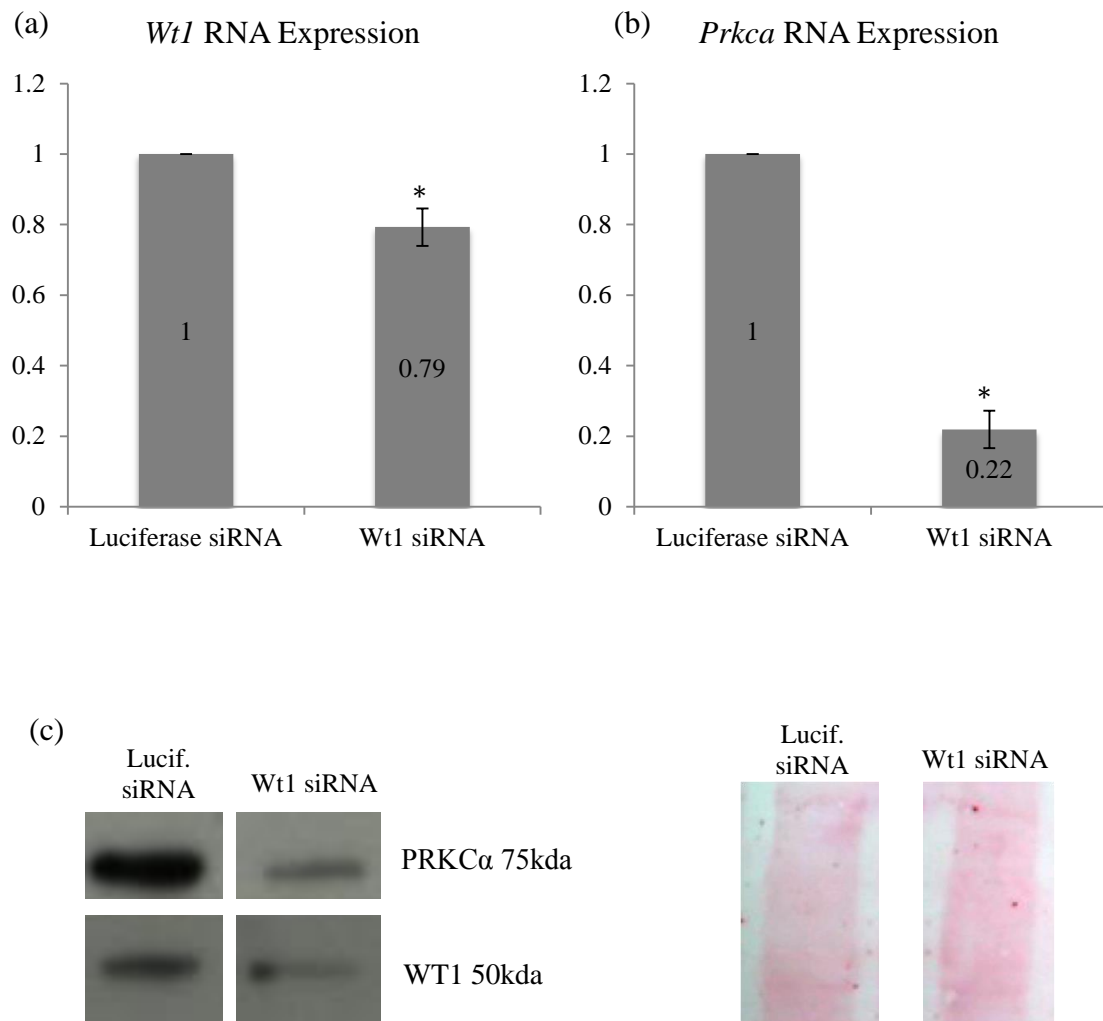 (a)
Wt1 RNA Expression
1.2
1
0.8
0.6
0.4
0.2
0
1
*
0.79
Luciferase siRNA
Wt1 siRNA
(b)
Prkca RNA Expression
1.2
1
0.8
0.6
0.4
0.2
0
1
*
0.22
Luciferase siRNA
Wt1 siRNA
(c)
Lucif.
siRNA
Wt1 siRNA
PRKCα 75kda
WT1 50kda
Lucif.
siRNA
Wt1 siRNA